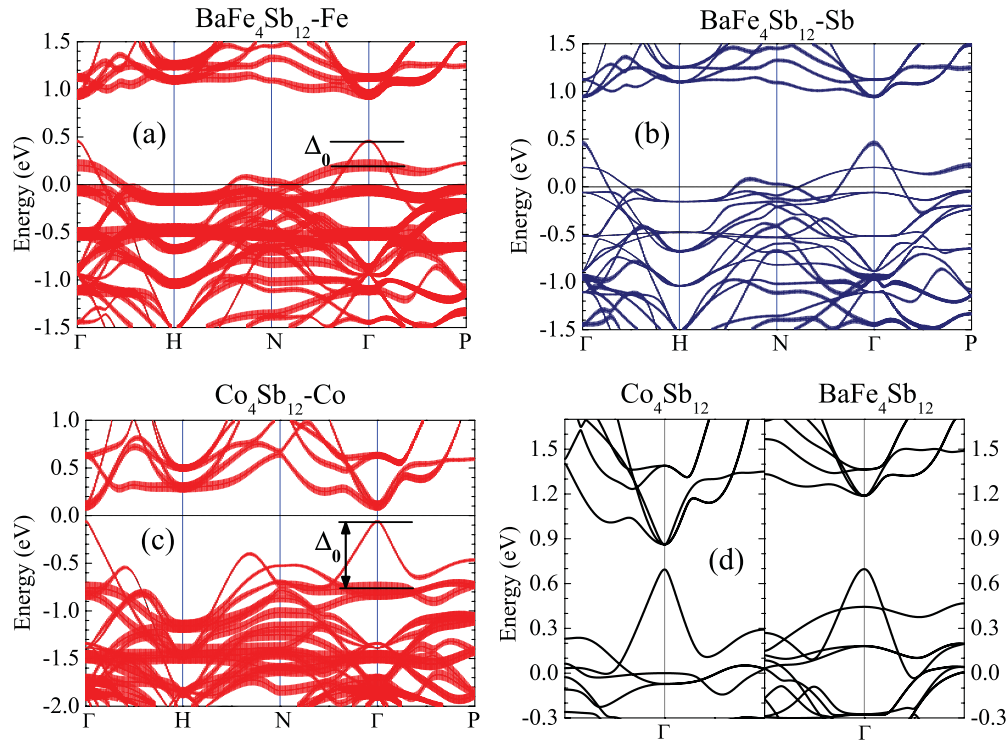 BaFe₄Sb₁₂-Fe
1.5
1.0
0.5
0.0
-0.5
-1.0
-1.5
Energy (eV)
(a)
Δ₀
Γ H N Γ P
BaFe₄Sb₁₂-Sb
1.5
1.0
0.5
0.0
-0.5
-1.0
-1.5
Energy (eV)
(b)
Γ H N Γ P
Co₄Sb₁₂-Co
1.0
0.5
0.0
-0.5
-1.0
-1.5
-2.0
Energy (eV)
(c)
Δ₀
Γ H N Γ P
Co₄Sb₁₂ BaFe₄Sb₁₂
1.5
1.2
0.9
0.6
0.3
0.0
-0.3
Energy (eV)
(d)
1.5
1.2
0.9
0.6
0.3
0.0
-0.3
Γ Γ